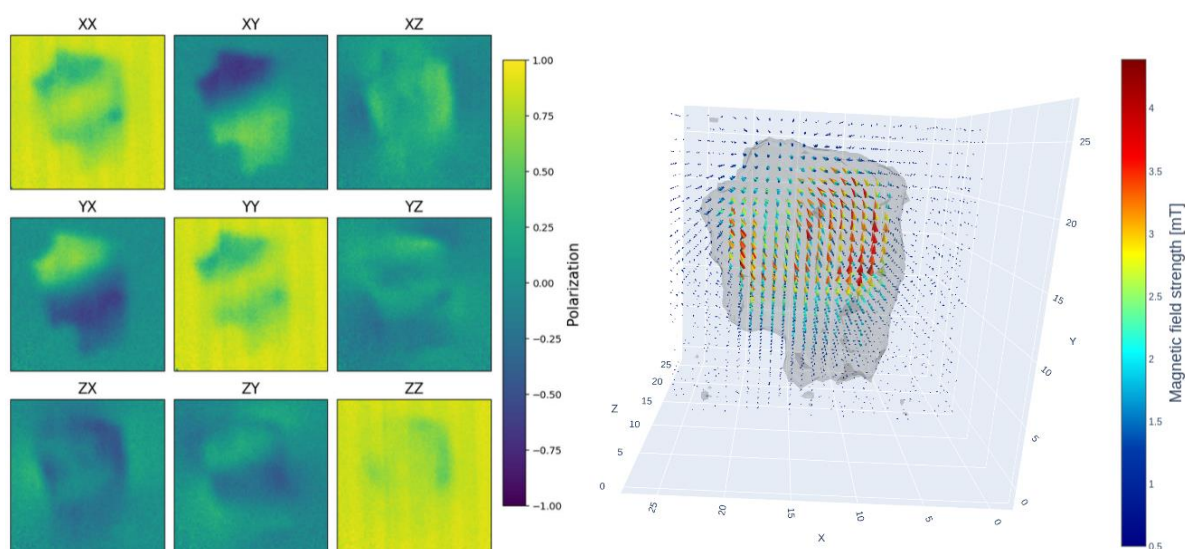 XX
XY
XZ
YX
YY
YZ
ZX
ZY
ZZ
1.00
0.75
0.50
0.25
0.00
−0.25
−0.50
−0.75
−1.00
Polarization
25
20
15
10
5
0
Y
Z
25
20
15
10
5
0
25
20
15
10
5
0
X
4
3.5
3
2.5
2
1.5
1
0.5
Magnetic field strength [mT]